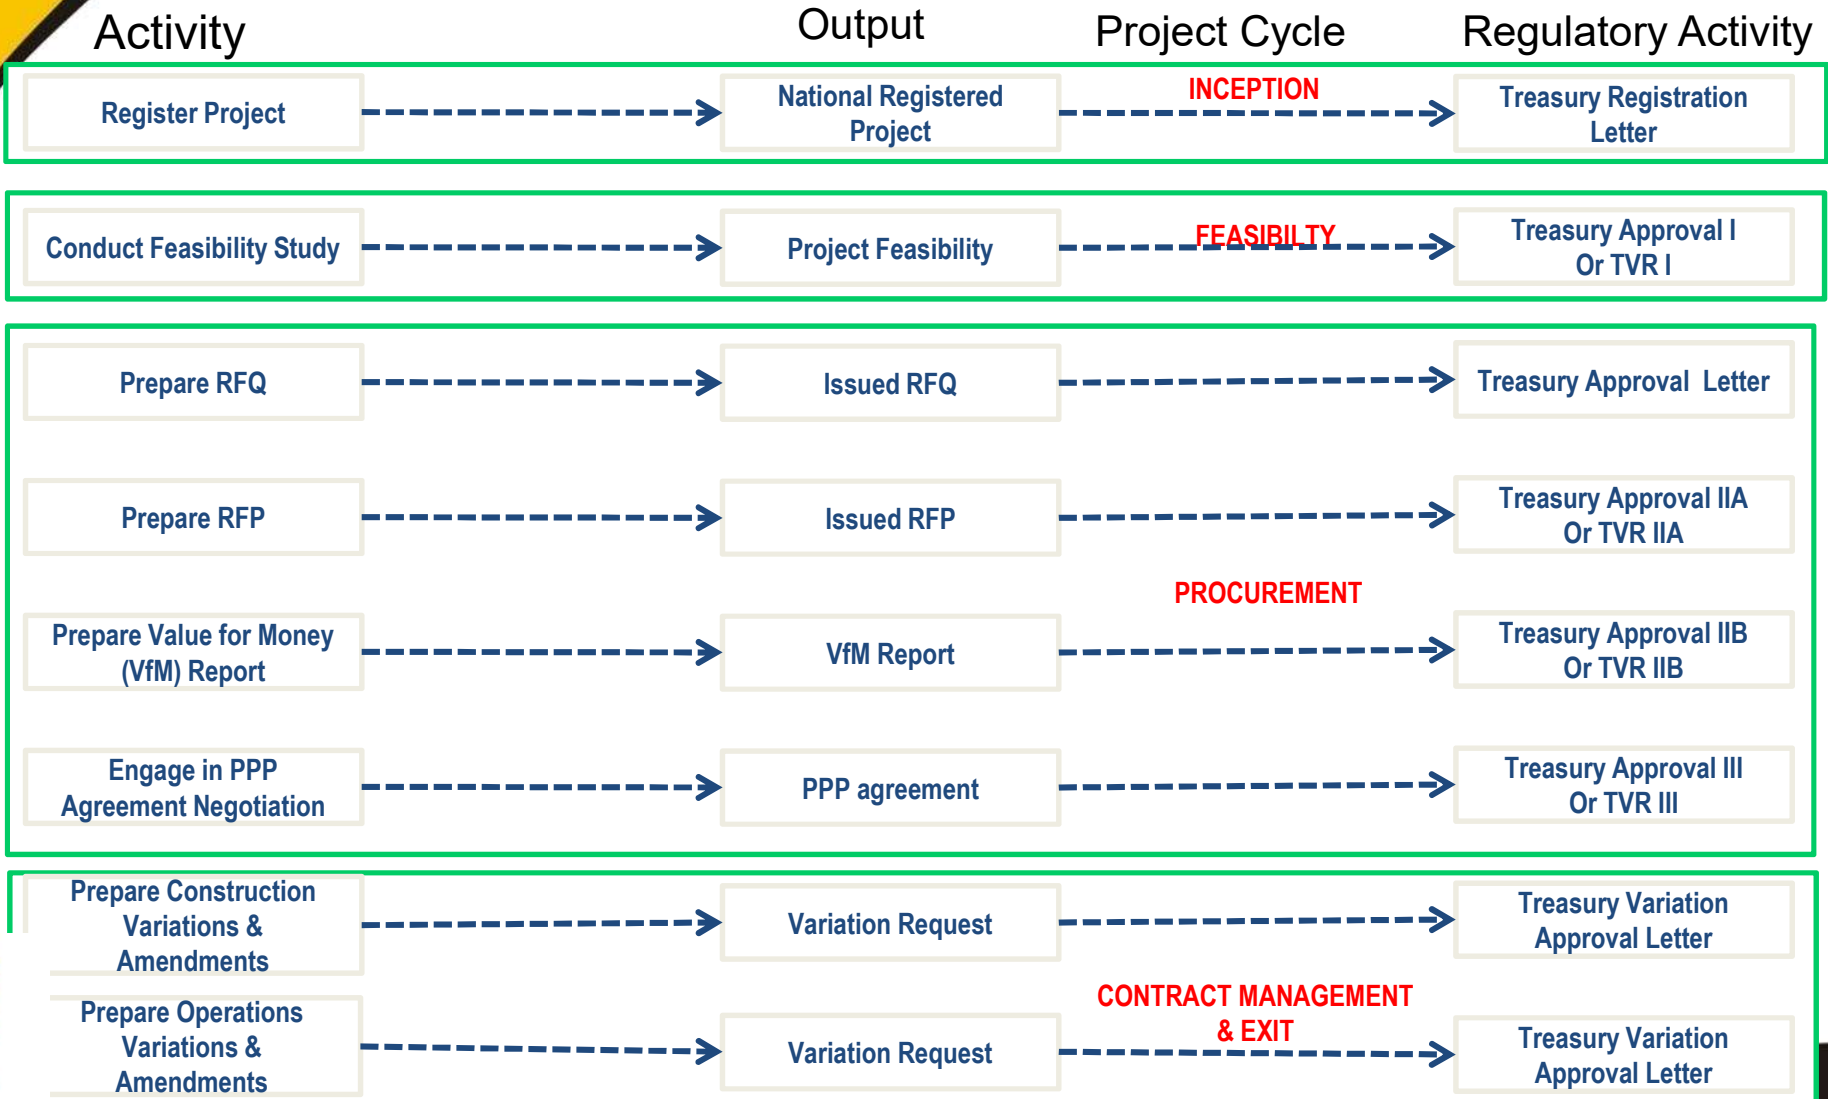 Activity
Output
Project Cycle
Regulatory Activity
Register Project
National Registered
Project
INCEPTION
Treasury Registration
Letter
Conduct Feasibility Study
Project Feasibility
FEASIBILTY
Treasury Approval I
Or TVR I
Prepare RFQ
Issued RFQ
Treasury Approval Letter
Prepare RFP
Issued RFP
Treasury Approval IIA
Or TVR IIA
PROCUREMENT
Prepare Value for Money
(VfM) Report
VfM Report
Treasury Approval IIB
Or TVR IIB
Engage in PPP
Agreement Negotiation
PPP agreement
Treasury Approval III
Or TVR III
Prepare Construction
Variations &
Amendments
Variation Request
Treasury Variation
Approval Letter
CONTRACT MANAGEMENT
& EXIT
Prepare Operations
Variations &
Amendments
Variation Request
Treasury Variation
Approval Letter